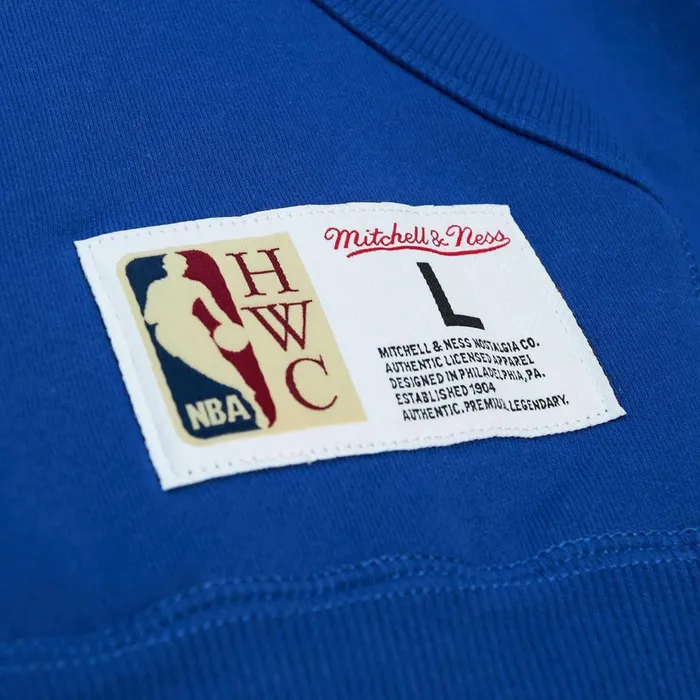 NBA
H
W
C
Mitchell & Ness
L
MITCHELL & NESS NOSTALGIA CO.
AUTHENTIC LICENSED APPAREL
DESIGNED IN PHILADELPHIA, PA.
ESTABLISHED 1904
AUTHENTIC. PREMIUM. LEGENDARY.